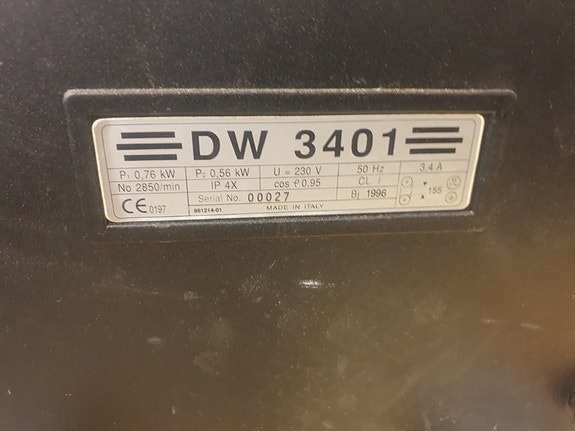 DW 3401
P1 0,76 kW P2 0,56 kW U = 230 V 50 Hz 3.4 A
No 2850/min IP 4X cos φ 0.95 CL I 155
CE 0197 Serial No. 00027 Bj 1996
861214-01 MADE IN ITALY